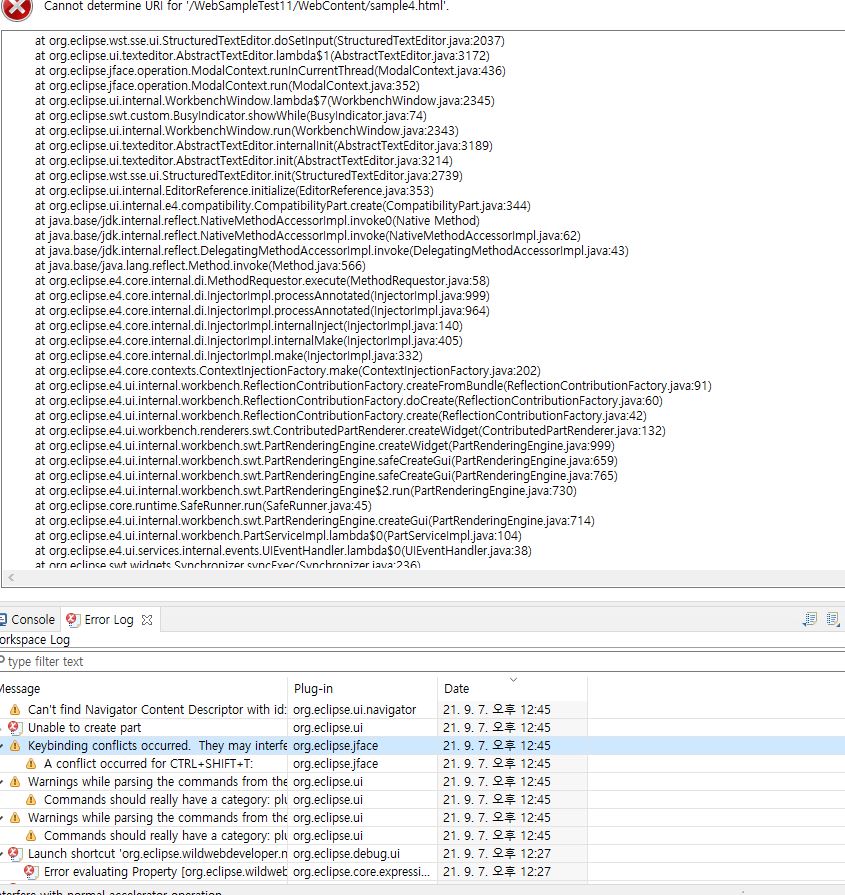 Cannot determine URI for '/WebSampleTest11/WebContent/sample4.html'.
at org.eclipse.wst.sse.ui.StructuredTextEditor.doSetInput(StructuredTextEditor.java:2037)
at org.eclipse.ui.texteditor.AbstractTextEditor.lambda$1(AbstractTextEditor.java:3172)
at org.eclipse.jface.operation.ModalContext.runInCurrentThread(ModalContext.java:436)
at org.eclipse.jface.operation.ModalContext.run(ModalContext.java:352)
at org.eclipse.ui.internal.WorkbenchWindow.lambda$7(WorkbenchWindow.java:2345)
at org.eclipse.swt.custom.BusyIndicator.showWhile(BusyIndicator.java:74)
at org.eclipse.ui.internal.WorkbenchWindow.run(WorkbenchWindow.java:2343)
at org.eclipse.ui.texteditor.AbstractTextEditor.internalInit(AbstractTextEditor.java:3189)
at org.eclipse.ui.texteditor.AbstractTextEditor.init(AbstractTextEditor.java:3214)
at org.eclipse.wst.sse.ui.StructuredTextEditor.init(StructuredTextEditor.java:2739)
at org.eclipse.ui.internal.EditorReference.initialize(EditorReference.java:353)
at org.eclipse.ui.internal.e4.compatibility.CompatibilityPart.create(CompatibilityPart.java:344)
at java.base/jdk.internal.reflect.NativeMethodAccessorImpl.invoke0(Native Method)
at java.base/jdk.internal.reflect.NativeMethodAccessorImpl.invoke(NativeMethodAccessorImpl.java:62)
at java.base/jdk.internal.reflect.DelegatingMethodAccessorImpl.invoke(DelegatingMethodAccessorImpl.java:43)
at java.base/java.lang.reflect.Method.invoke(Method.java:566)
at org.eclipse.e4.core.internal.di.MethodRequestor.execute(MethodRequestor.java:58)
at org.eclipse.e4.core.internal.di.InjectorImpl.processAnnotated(InjectorImpl.java:999)
at org.eclipse.e4.core.internal.di.InjectorImpl.processAnnotated(InjectorImpl.java:964)
at org.eclipse.e4.core.internal.di.InjectorImpl.internalInject(InjectorImpl.java:140)
at org.eclipse.e4.core.internal.di.InjectorImpl.internalMake(InjectorImpl.java:405)
at org.eclipse.e4.core.internal.di.InjectorImpl.make(InjectorImpl.java:332)
at org.eclipse.e4.core.contexts.ContextInjectionFactory.make(ContextInjectionFactory.java:202)
at org.eclipse.e4.ui.internal.workbench.ReflectionContributionFactory.createFromBundle(ReflectionContributionFactory.java:91)
at org.eclipse.e4.ui.internal.workbench.ReflectionContributionFactory.doCreate(ReflectionContributionFactory.java:60)
at org.eclipse.e4.ui.internal.workbench.ReflectionContributionFactory.create(ReflectionContributionFactory.java:42)
at org.eclipse.e4.ui.workbench.renderers.swt.ContributedPartRenderer.createWidget(ContributedPartRenderer.java:132)
at org.eclipse.e4.ui.internal.workbench.swt.PartRenderingEngine.createWidget(PartRenderingEngine.java:999)
at org.eclipse.e4.ui.internal.workbench.swt.PartRenderingEngine.safeCreateGui(PartRenderingEngine.java:659)
at org.eclipse.e4.ui.internal.workbench.swt.PartRenderingEngine.safeCreateGui(PartRenderingEngine.java:765)
at org.eclipse.e4.ui.internal.workbench.swt.PartRenderingEngine$2.run(PartRenderingEngine.java:730)
at org.eclipse.core.runtime.SafeRunner.run(SafeRunner.java:45)
at org.eclipse.e4.ui.internal.workbench.swt.PartRenderingEngine.createGui(PartRenderingEngine.java:714)
at org.eclipse.e4.ui.internal.workbench.PartServiceImpl.lambda$0(PartServiceImpl.java:104)
at org.eclipse.e4.ui.services.internal.events.UIEventHandler.lambda$0(UIEventHandler.java:38)
at org.eclipse.swt.widgets.Synchronizer.syncExec(Synchronizer.java:236)
Console Error Log
orkspace Log
type filter text
Message Plug-in Date
Can't find Navigator Content Descriptor with id: org.eclipse.ui.navigator 21. 9. 7. 오후 12:45
Unable to create part org.eclipse.ui 21. 9. 7. 오후 12:45
Keybinding conflicts occurred. They may interfe org.eclipse.jface 21. 9. 7. 오후 12:45
A conflict occurred for CTRL+SHIFT+T: org.eclipse.jface 21. 9. 7. 오후 12:45
Warnings while parsing the commands from the org.eclipse.ui 21. 9. 7. 오후 12:45
Commands should really have a category: plu org.eclipse.ui 21. 9. 7. 오후 12:45
Warnings while parsing the commands from the org.eclipse.ui 21. 9. 7. 오후 12:45
Commands should really have a category: plu org.eclipse.ui 21. 9. 7. 오후 12:45
Launch shortcut 'org.eclipse.wildwebdeveloper.n org.eclipse.debug.ui 21. 9. 7. 오후 12:27
Error evaluating Property [org.eclipse.wildweb org.eclipse.core.expressi... 21. 9. 7. 오후 12:27
nterfere with normal accelerator operation